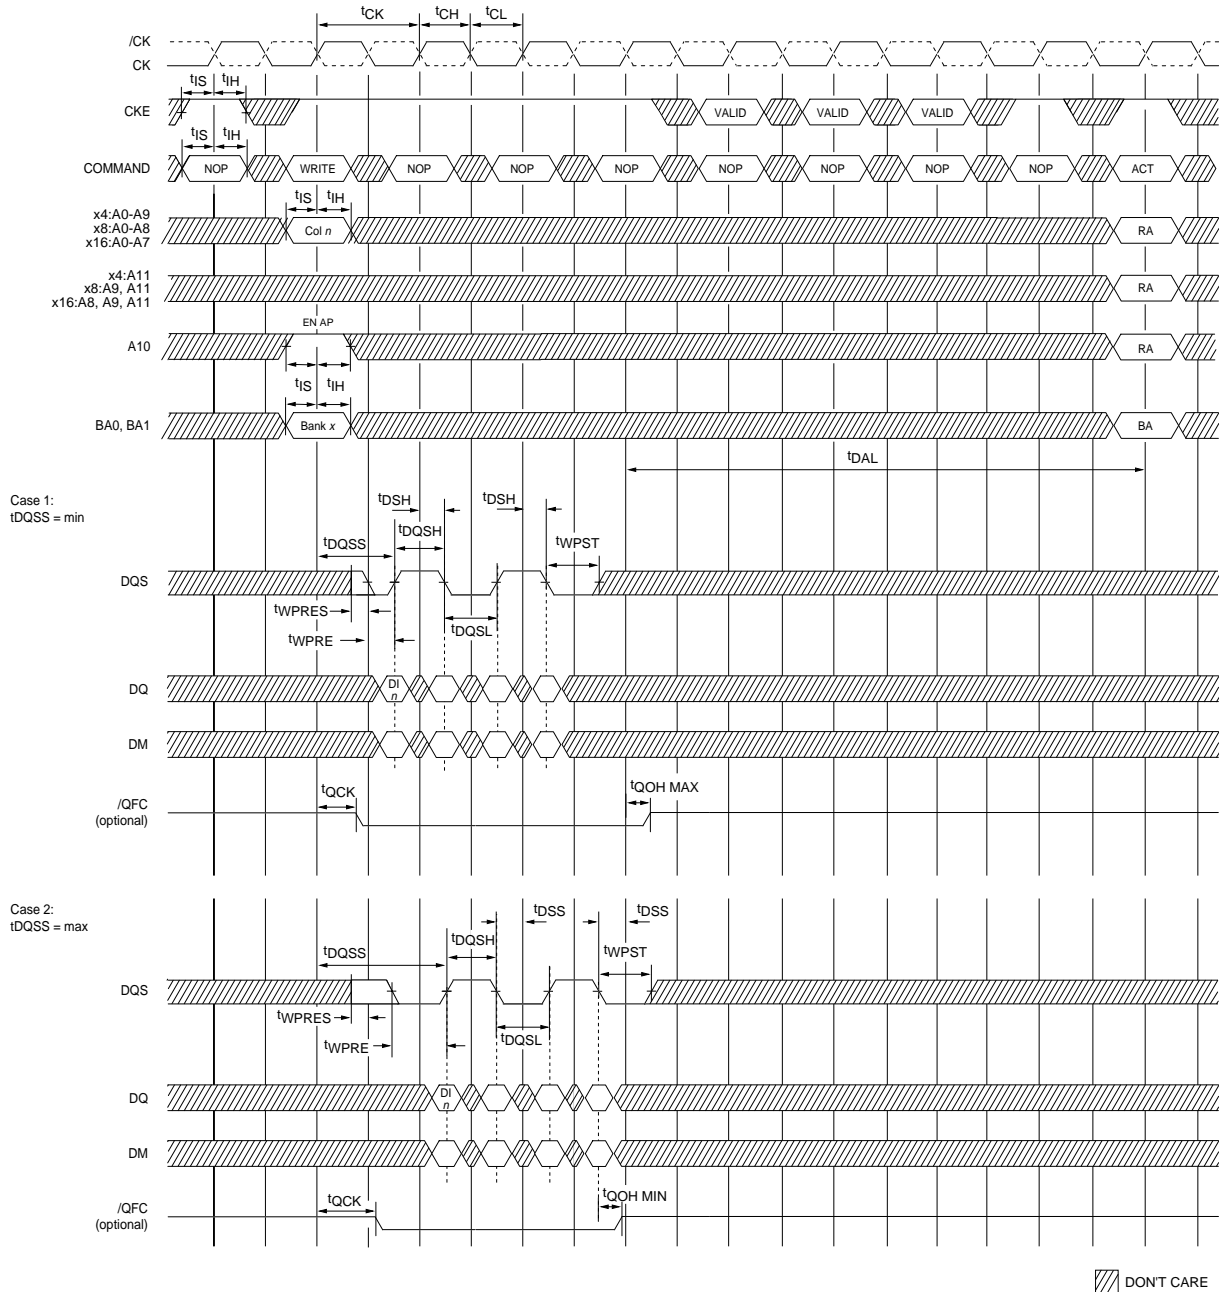 tCK tCH tCL
/CK
CK
tIS tIH
CKE VALID VALID VALID
tIS tIH
COMMAND NOP WRITE NOP NOP NOP NOP NOP NOP NOP ACT
tIS tIH
x4:A0-A9
x8:A0-A8
x16:A0-A7
Col n RA
x4:A11
x8:A9, A11
x16:A8, A9, A11
RA
EN AP
A10 RA
tIS tIH
BA0, BA1 Bank x BA
tDAL
Case 1:
tDQSS = min
tDSH tDSH
tDQSH
tDQSS tWPST
DQS
tWPRES
tDQSL
tWPRE
DQ DI
n
DM
tQCK tQOH MAX
/QFC
(optional)
Case 2:
tDQSS = max
tDSS tDSS
tDQSH
tDQSS tWPST
DQS
tWPRES
tDQSL
tWPRE
DQ DI
n
DM
tQCK tQOH MIN
/QFC
(optional)
DON'T CARE